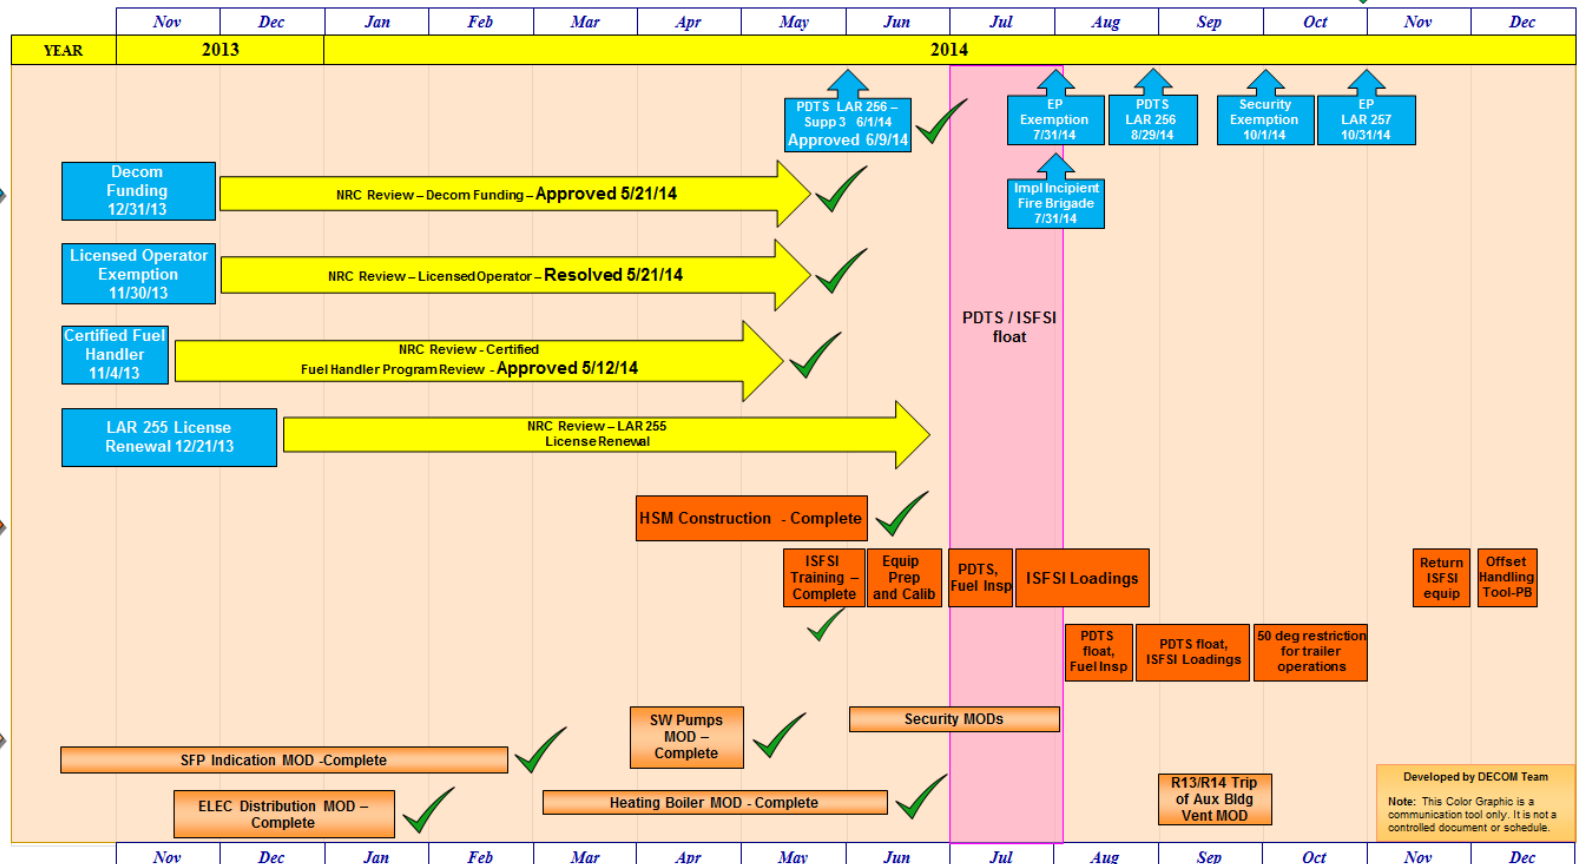 Nov Dec Jan Feb Mar Apr May Jun Jul Aug Sep Oct Nov Dec
YEAR 2013 2014
PDTS LAR 256 –
Supp 3 6/1/14
Approved 6/9/14
EP
Exemption
7/31/14
PDTS
LAR 256
8/29/14
Security
Exemption
10/1/14
EP
LAR 257
10/31/14
Decom
Funding
12/31/13
NRC Review – Decom Funding – Approved 5/21/14
Impl Incipient
Fire Brigade
7/31/14
Licensed Operator
Exemption
11/30/13
NRC Review – Licensed Operator – Resolved 5/21/14
PDTS / ISFSI
float
Certified Fuel
Handler
11/4/13
NRC Review - Certified
Fuel Handler Program Review - Approved 5/12/14
LAR 255 License
Renewal 12/21/13
NRC Review – LAR 255
License Renewal
HSM Construction - Complete
ISFSI
Training –
Complete
Equip
Prep
and Calib
PDTS,
Fuel Insp
ISFSI Loadings
Return
ISFSI
equip
Offset
Handling
Tool-PB
PDTS
float,
Fuel Insp
PDTS float,
ISFSI Loadings
50 deg restriction
for trailer
operations
SW Pumps
MOD –
Complete
Security MODs
SFP Indication MOD -Complete
ELEC Distribution MOD –
Complete
Heating Boiler MOD - Complete
R13/R14 Trip
of Aux Bldg
Vent MOD
Developed by DECOM Team
Note: This Color Graphic is a
communication tool only. It is not a
controlled document or schedule.
Nov Dec Jan Feb Mar Apr May Jun Jul Aug Sep Oct Nov Dec